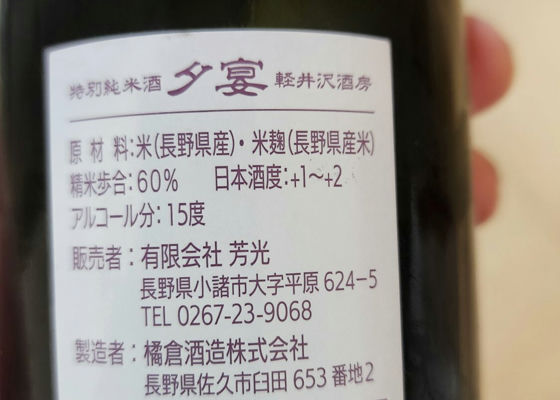 特別純米酒 夕宴 軽井沢酒房
原材料:米(長野県産)・米麹(長野県産米)
精米歩合:60% 日本酒度:+1～+2
アルコール分:15度
販売者:有限会社 芳光
長野県小諸市大字平原 624-5
TEL 0267-23-9068
製造者:橘倉酒造株式会社
長野県佐久市臼田 653 番地2